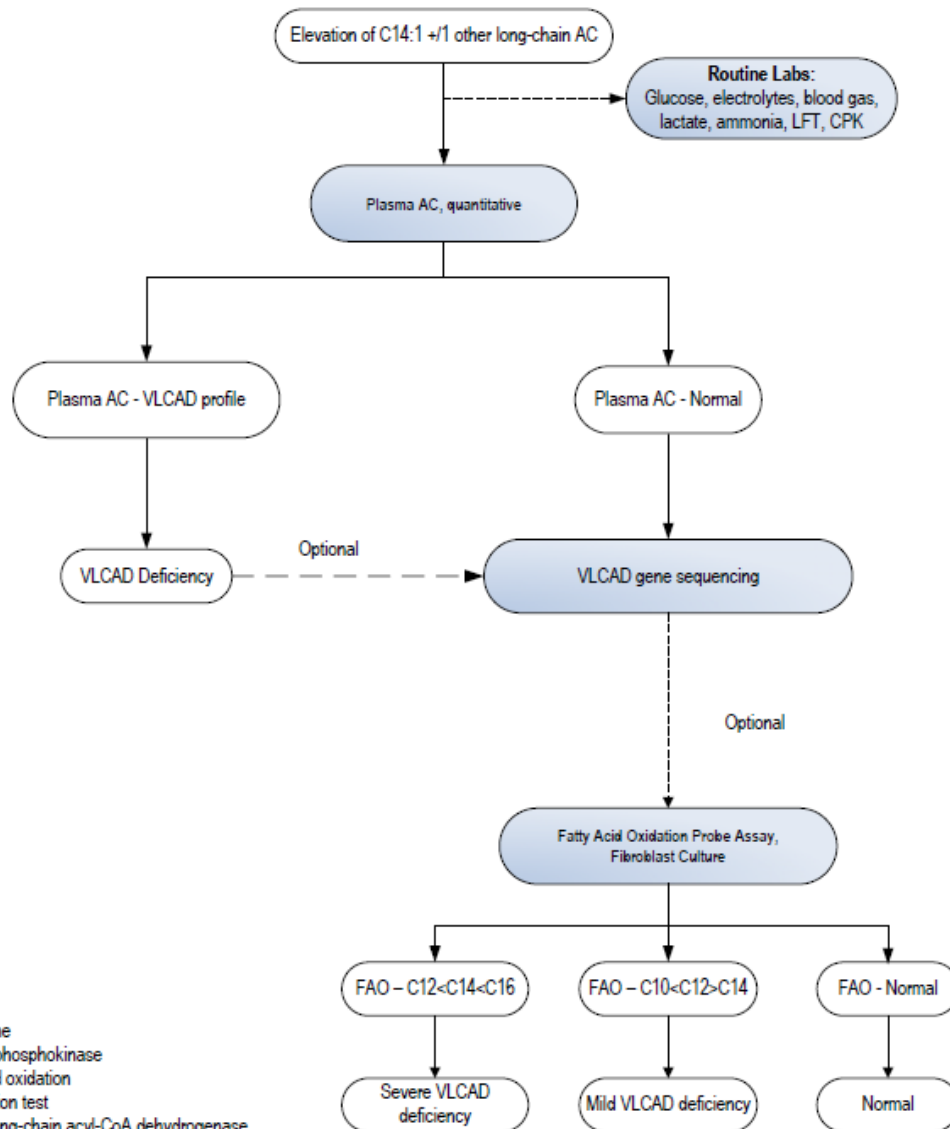 Elevation of C14:1 +/1 other long-chain AC
Routine Labs:
Glucose, electrolytes, blood gas,
lactate, ammonia, LFT, CPK
Plasma AC, quantitative
Plasma AC - VLCAD profile
Plasma AC - Normal
VLCAD Deficiency
Optional
VLCAD gene sequencing
Optional
Fatty Acid Oxidation Probe Assay,
Fibroblast Culture
FAO – C12<C14<C16
FAO – C10<C12>C14
FAO - Normal
Severe VLCAD
deficiency
Mild VLCAD deficiency
Normal
phosphokinase
oxidation
test
acyl-CoA dehydrogenase